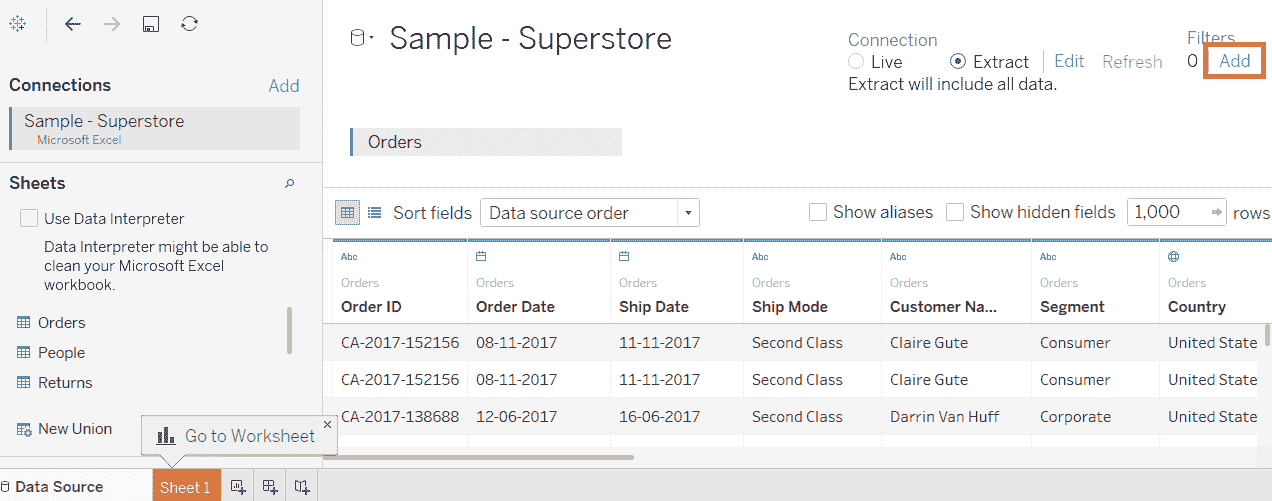 Sample - Superstore
Connection
Live Extract Edit Refresh
Extract will include all data.
Filters
0 Add
Connections Add
Sample - Superstore
Microsoft Excel
Sheets
Use Data Interpreter
Data Interpreter might be able to
clean your Microsoft Excel
workbook.
Orders
People
Returns
New Union
Orders
Sort fields Data source order Show aliases Show hidden fields 1,000 rows
Abc Abc Abc Abc
Orders Orders Orders Orders Orders Orders Orders
Order ID Order Date Ship Date Ship Mode Customer Na... Segment Country
CA-2017-152156 08-11-2017 11-11-2017 Second Class Claire Gute Consumer United State
CA-2017-152156 08-11-2017 11-11-2017 Second Class Claire Gute Consumer United State
CA-2017-138688 12-06-2017 16-06-2017 Second Class Darrin Van Huff Corporate United State
Go to Worksheet
Data Source Sheet 1